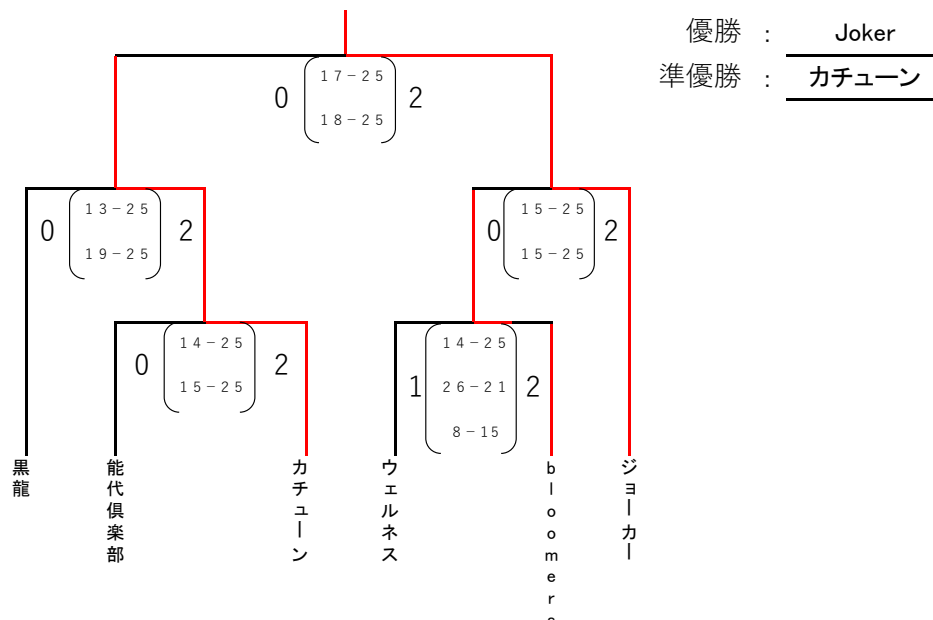 優勝 : Joker
準優勝 : カチューン
0 17-25 2
18-25
0 13-25 2
19-25
0 15-25 2
15-25
0 14-25 2
15-25
14-25
1 26-21 2
8-15
黒龍
能代倶楽部
カチューン
ウェルネス
bloomers
ジョーカー